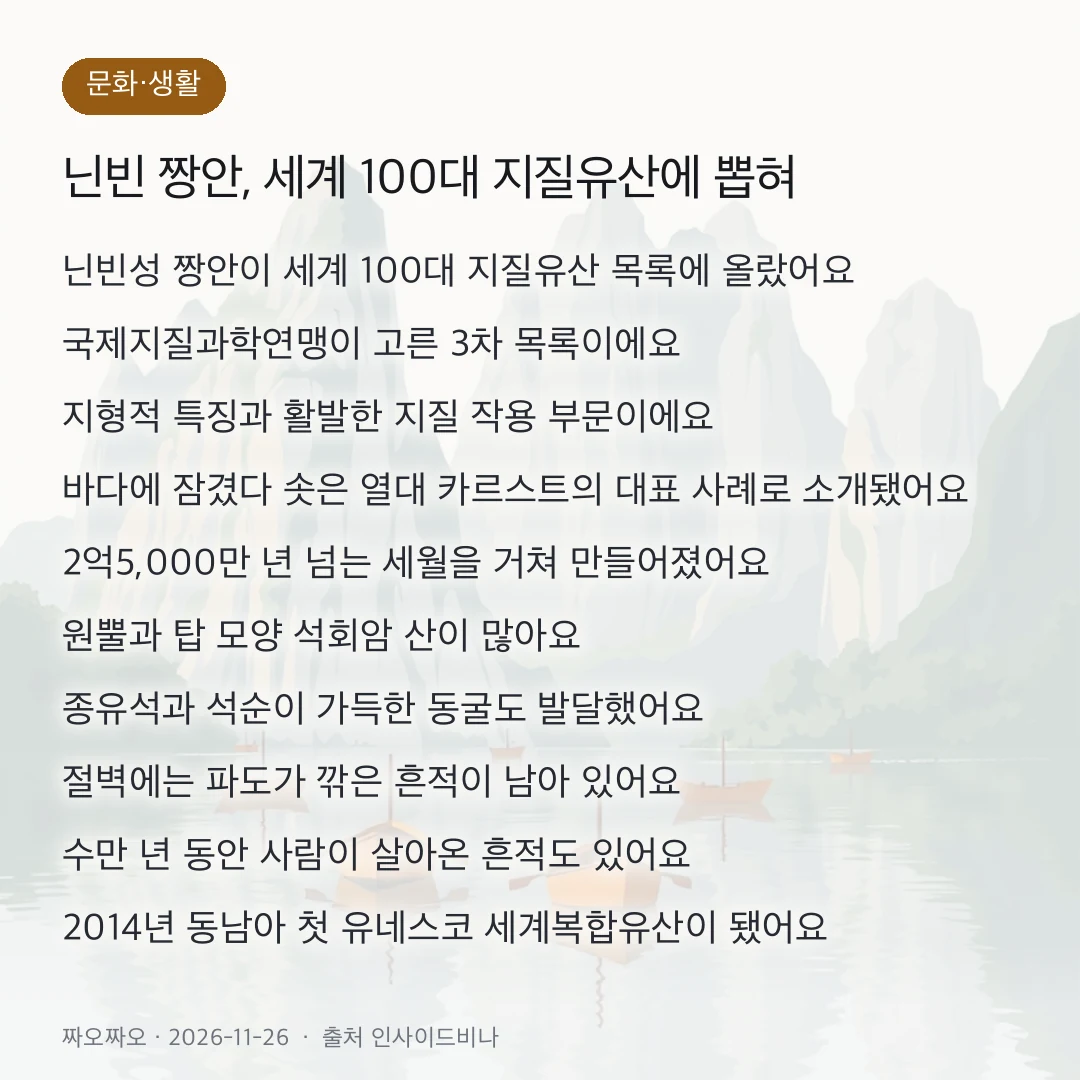 문화·생활
닌빈 짱안, 세계 100대 지질유산에 뽑혀
닌빈성 짱안이 세계 100대 지질유산 목록에 올랐어요
국제지질과학연맹이 고른 3차 목록이에요
지형적 특징과 활발한 지질 작용 부문이에요
바다에 잠겼다 솟은 열대 카르스트의 대표 사례로 소개됐어요
2억5,000만 년 넘는 세월을 거쳐 만들어졌어요
원뿔과 탑 모양 석회암 산이 많아요
종유석과 석순이 가득한 동굴도 발달했어요
절벽에는 파도가 깎은 흔적이 남아 있어요
수만 년 동안 사람이 살아온 흔적도 있어요
2014년 동남아 첫 유네스코 세계복합유산이 됐어요
짜오짜오 · 2026-11-26 · 출처 인사이드비나